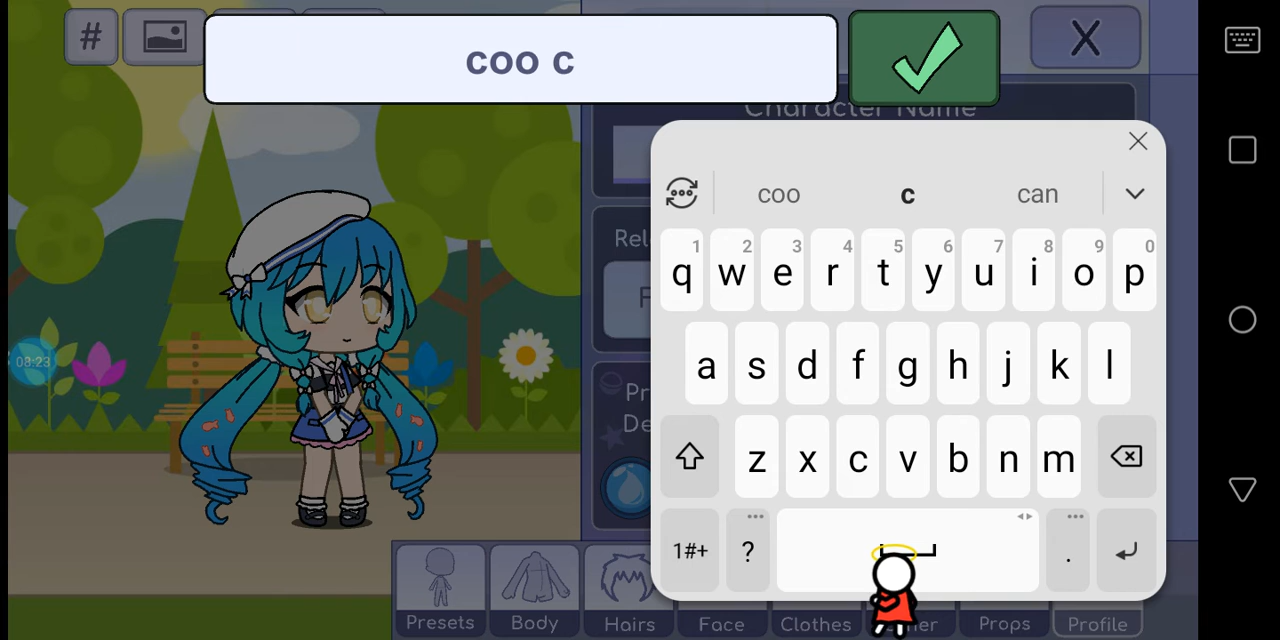 #
coo c
X
Character Name
coo c can
Rel
F
1 2 3 4 5 6 7 8 9 0
q w e r t y u i o p
08:23
a s d f g h j k l
Pr
De
z x c v b n m
1#+ ? .
Presets Body Hairs Face Clothes Props Profile